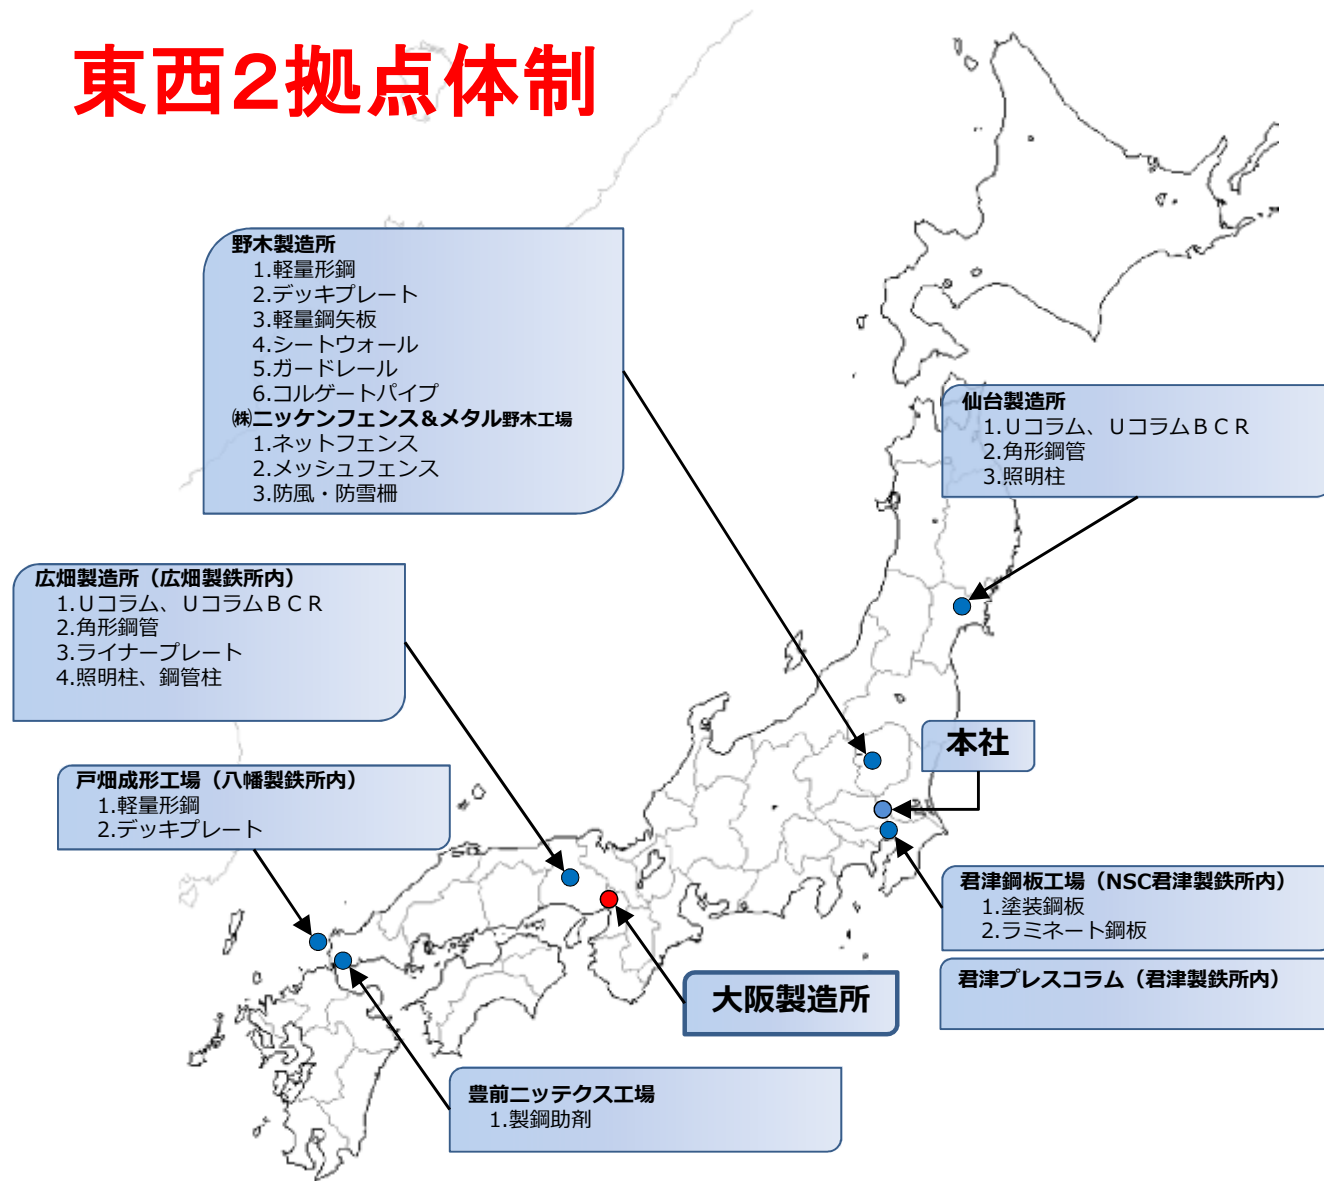 東西2拠点体制
野木製造所
1.軽量形鋼
2.デッキプレート
3.軽量鋼矢板
4.シートウォール
5.ガードレール
6.コルゲートパイプ
㈱ニッケンフェンス＆メタル野木工場
1.ネットフェンス
2.メッシュフェンス
3.防風・防雪柵
仙台製造所
1.Ｕコラム、ＵコラムＢＣＲ
2.角形鋼管
3.照明柱
広畑製造所（広畑製鉄所内）
1.Ｕコラム、ＵコラムＢＣＲ
2.角形鋼管
3.ライナープレート
4.照明柱、鋼管柱
本社
戸畑成形工場（八幡製鉄所内）
1.軽量形鋼
2.デッキプレート
君津鋼板工場（NSC君津製鉄所内）
1.塗装鋼板
2.ラミネート鋼板
君津プレスコラム（君津製鉄所内）
大阪製造所
豊前ニッテクス工場
1.製鋼助剤